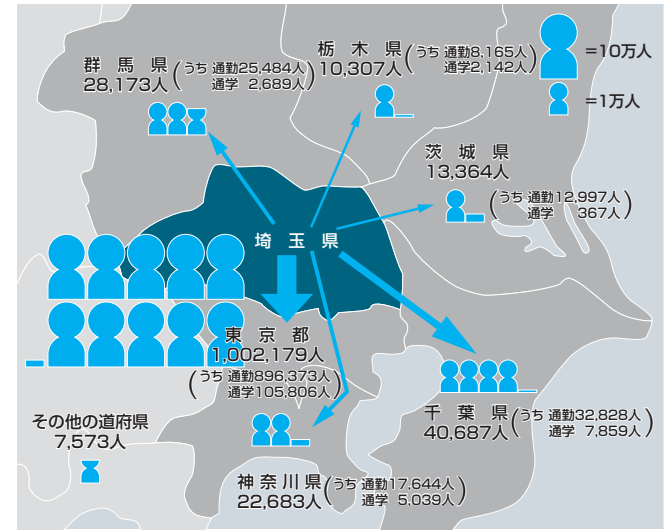 群馬県
28,173人
(うち 通勤25,484人
通学 2,689人)
栃木県
10,307人
(うち 通勤8,165人
通学2,142人)
=10万人
=1万人
茨城県
13,364人
(うち 通勤12,997人
通学 367人)
埼玉県
東京都
1,002,179人
(うち 通勤896,373人
通学105,806人)
千葉県
40,687人
(うち 通勤32,828人
通学 7,859人)
その他の道府県
7,573人
神奈川県
22,683人
(うち 通勤17,644人
通学 5,039人)